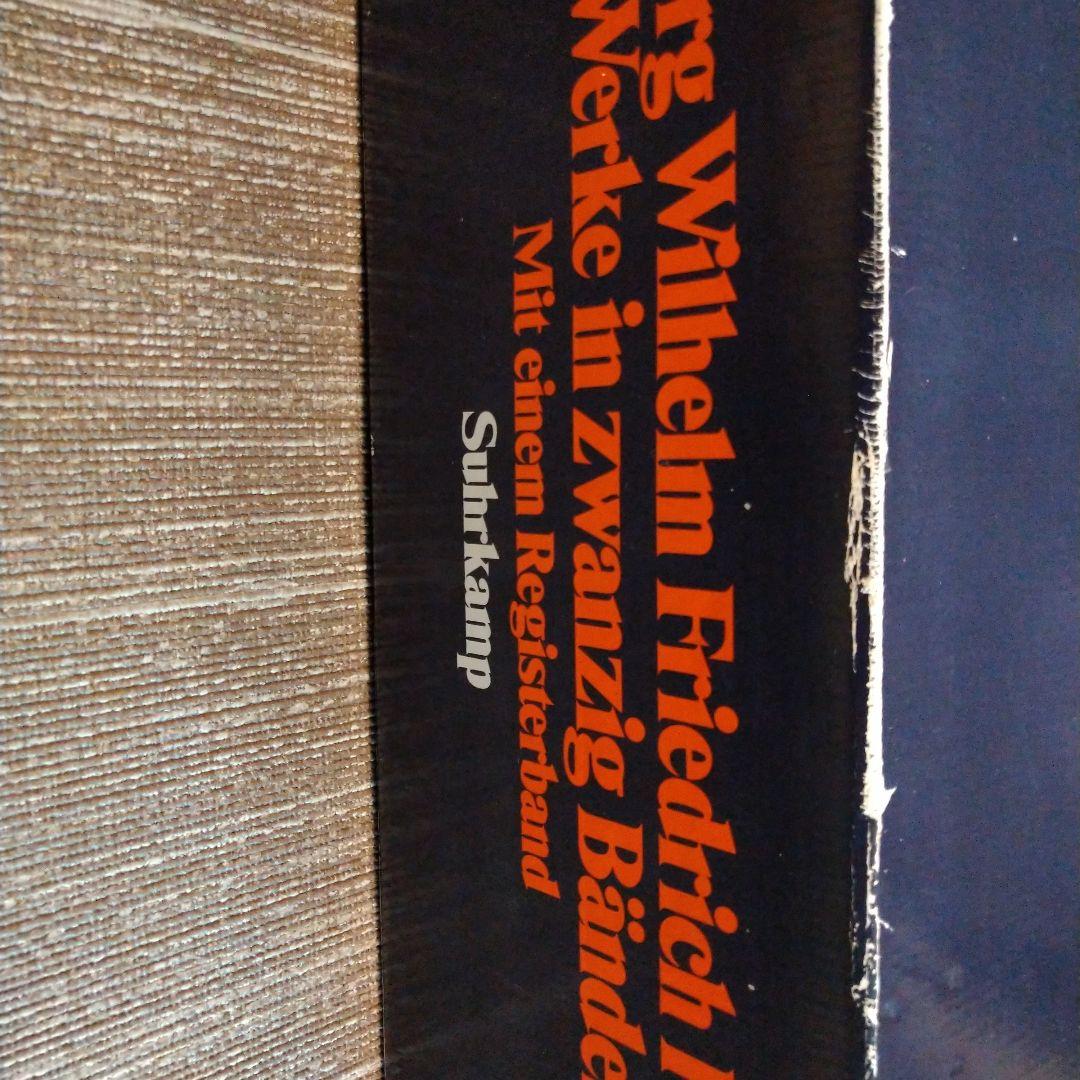 rg Wilhelm Friedrich
Werke in zwanzig Bände
Mit einem Registerband
Suhrkamp